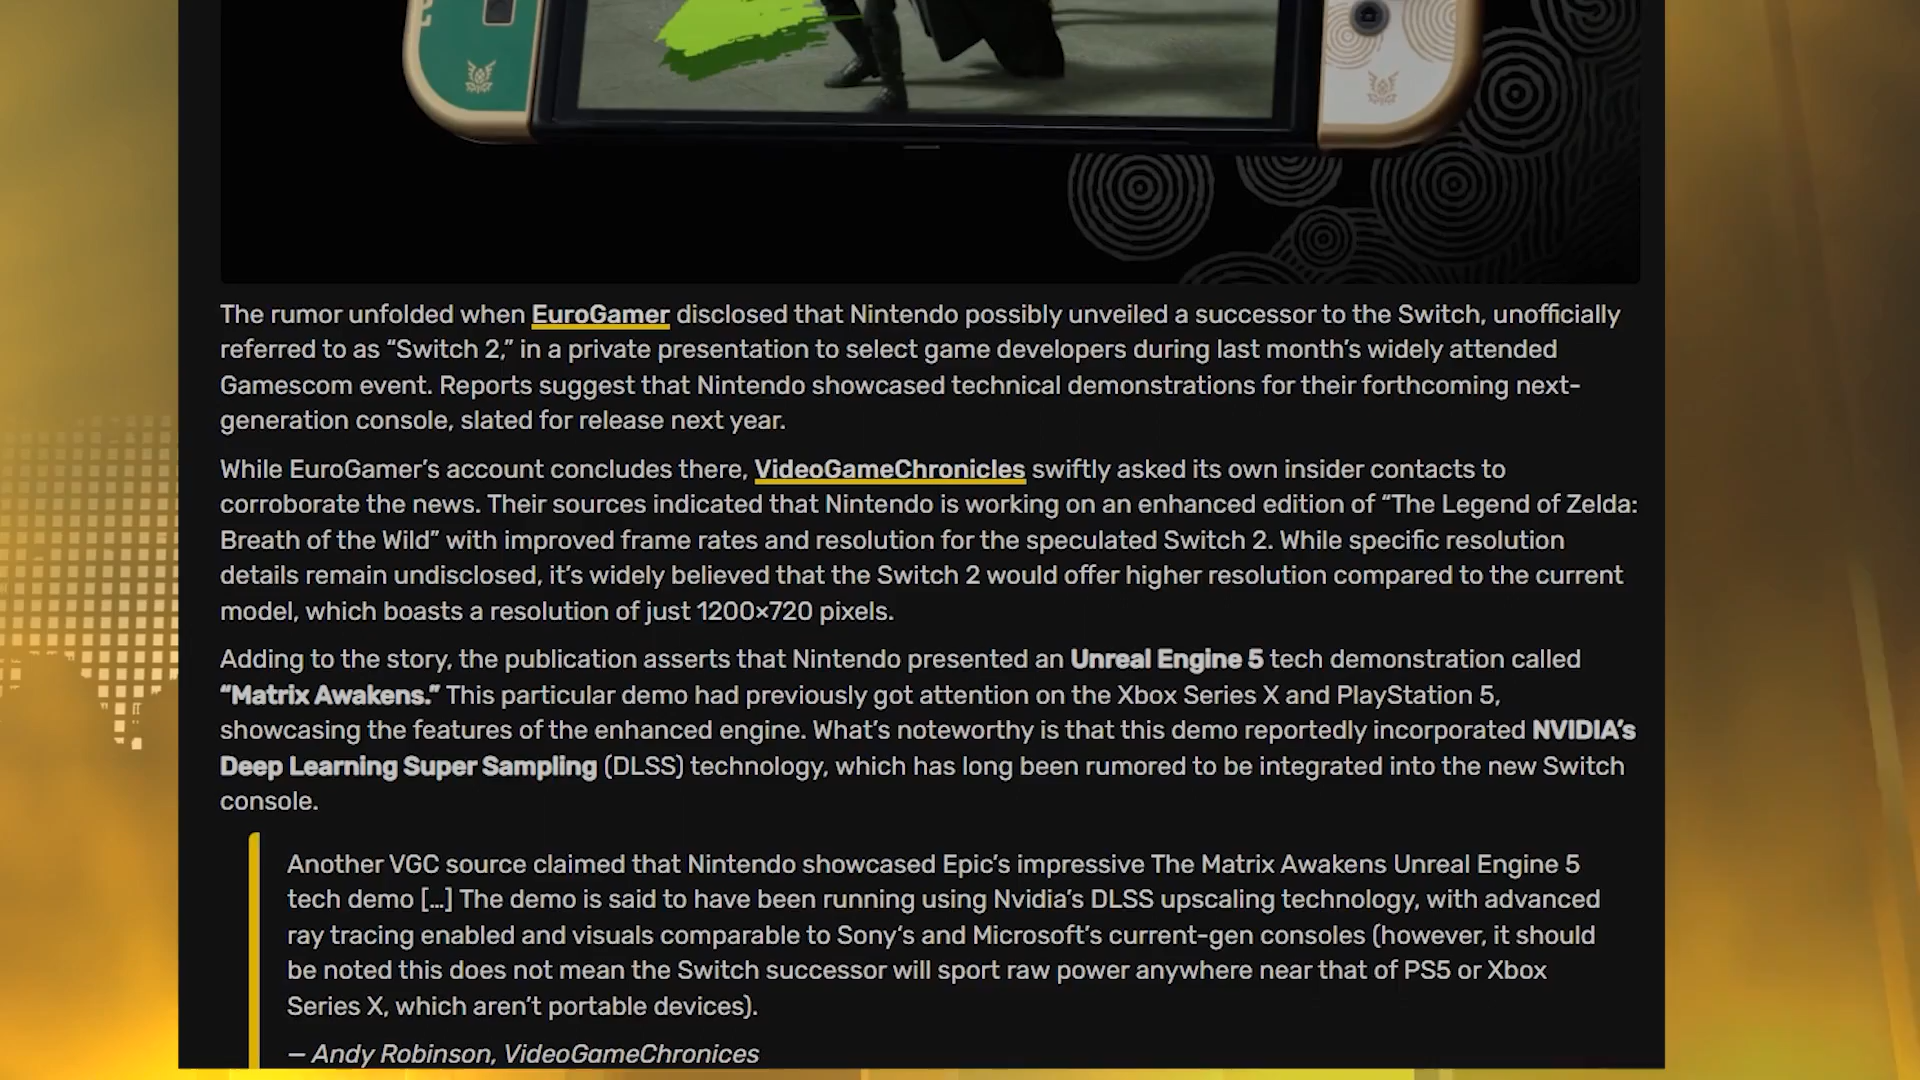 The rumor unfolded when EuroGamer disclosed that Nintendo possibly unveiled a successor to the Switch, unofficially
referred to as “Switch 2,” in a private presentation to select game developers during last month’s widely attended
Gamescom event. Reports suggest that Nintendo showcased technical demonstrations for their forthcoming next-
generation console, slated for release next year.
While EuroGamer’s account concludes there, VideoGameChronicles swiftly asked its own insider contacts to
corroborate the news. Their sources indicated that Nintendo is working on an enhanced edition of “The Legend of Zelda:
Breath of the Wild” with improved frame rates and resolution for the speculated Switch 2. While specific resolution
details remain undisclosed, it’s widely believed that the Switch 2 would offer higher resolution compared to the current
model, which boasts a resolution of just 1200×720 pixels.
Adding to the story, the publication asserts that Nintendo presented an Unreal Engine 5 tech demonstration called
“Matrix Awakens.” This particular demo had previously got attention on the Xbox Series X and PlayStation 5,
showcasing the features of the enhanced engine. What’s noteworthy is that this demo reportedly incorporated NVIDIA’s
Deep Learning Super Sampling (DLSS) technology, which has long been rumored to be integrated into the new Switch
console.
Another VGC source claimed that Nintendo showcased Epic’s impressive The Matrix Awakens Unreal Engine 5
tech demo […] The demo is said to have been running using Nvidia’s DLSS upscaling technology, with advanced
ray tracing enabled and visuals comparable to Sony‘s and Microsoft’s current-gen consoles (however, it should
be noted this does not mean the Switch successor will sport raw power anywhere near that of PS5 or Xbox
Series X, which aren’t portable devices).
— Andy Robinson, VideoGameChronices